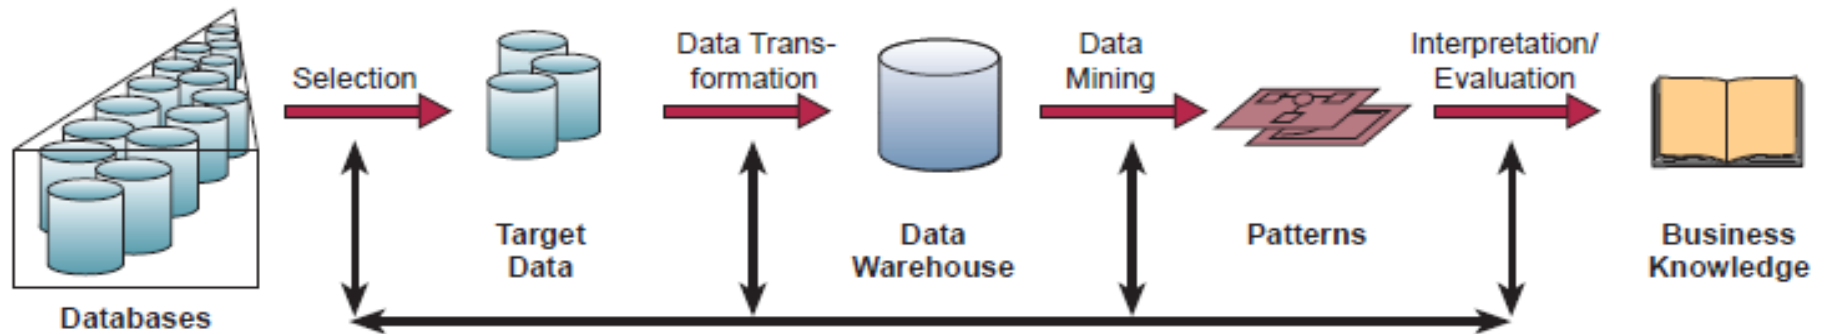 Selection
Data Trans-
formation
Data
Mining
Interpretation/
Evaluation
Databases
Target
Data
Data
Warehouse
Patterns
Business
Knowledge